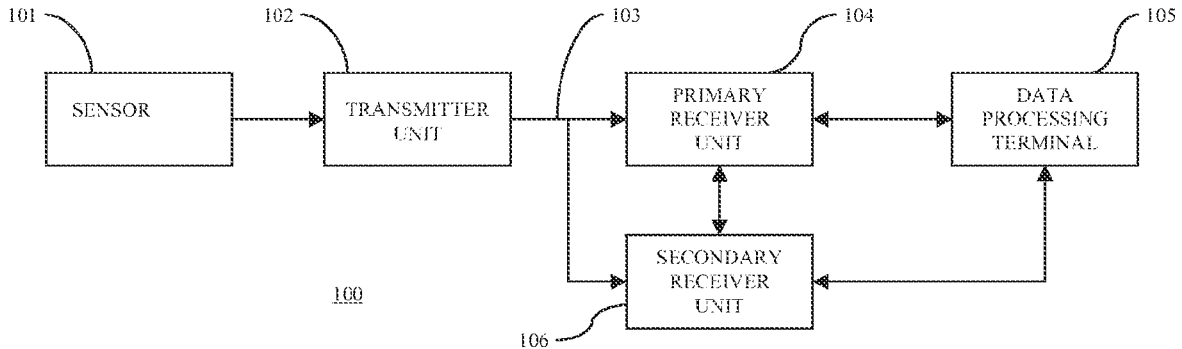 101
102
103
104
105
SENSOR
TRANSMITTER
UNIT
PRIMARY
RECEIVER
UNIT
DATA
PROCESSING
TERMINAL
SECONDARY
RECEIVER
UNIT
100
106